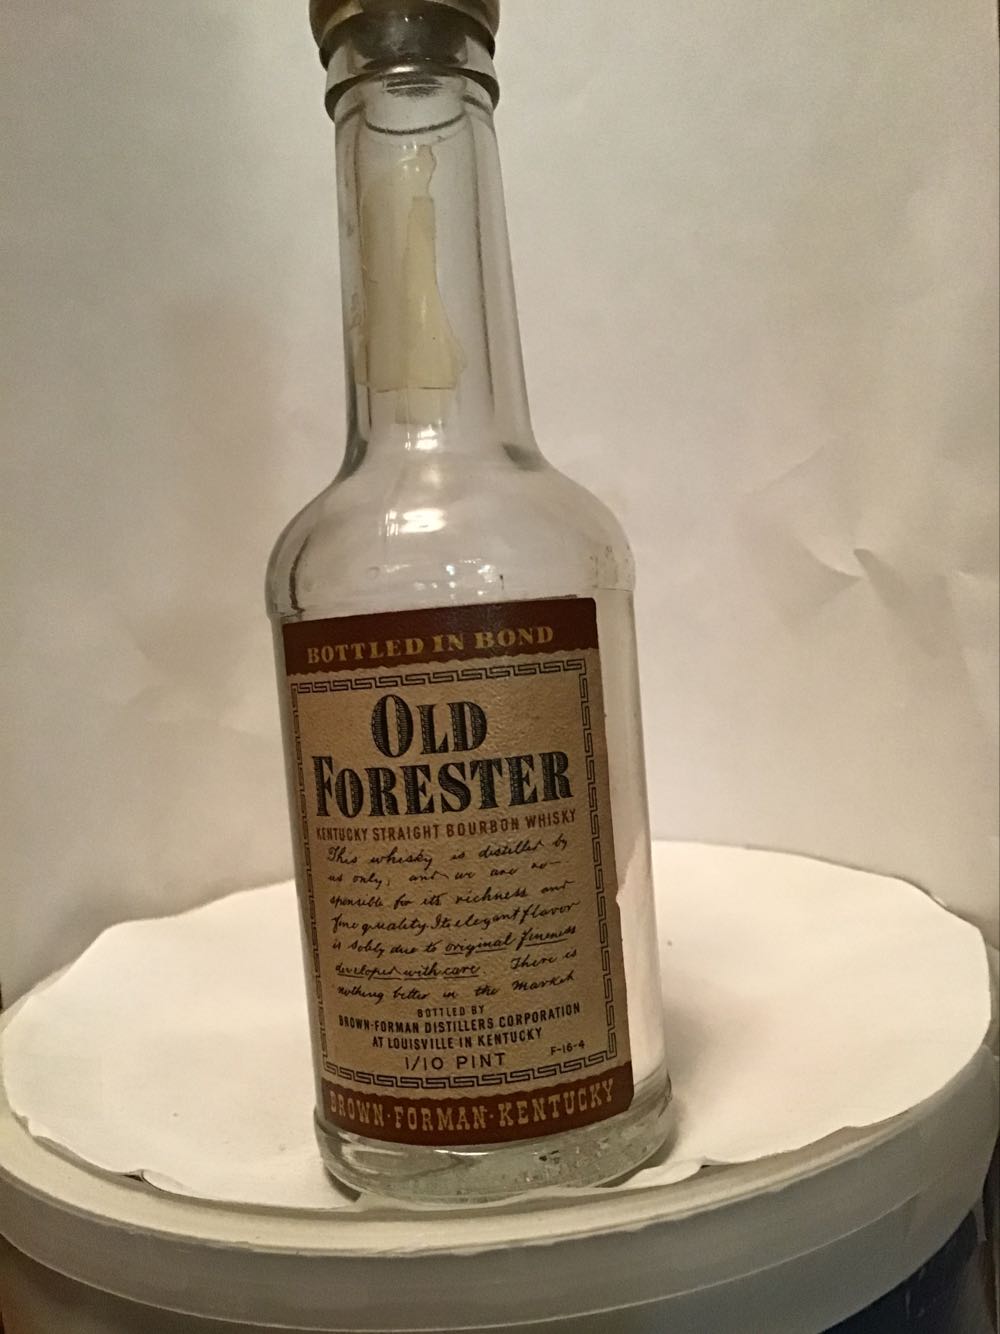 BOTTLED IN BOND
OLD
FORESTER
KENTUCKY STRAIGHT BOURBON WHISKY
This whisky is distilled by
us only, and we are re-
sponsible for its richness and
fine quality. Its elegant flavor
is solely due to original fineness
developed with care. There is
nothing better in the market
BOTTLED BY
BROWN-FORMAN DISTILLERS CORPORATION
AT LOUISVILLE IN KENTUCKY
1/10 PINT
F-16-4
BROWN-FORMAN-KENTUCKY